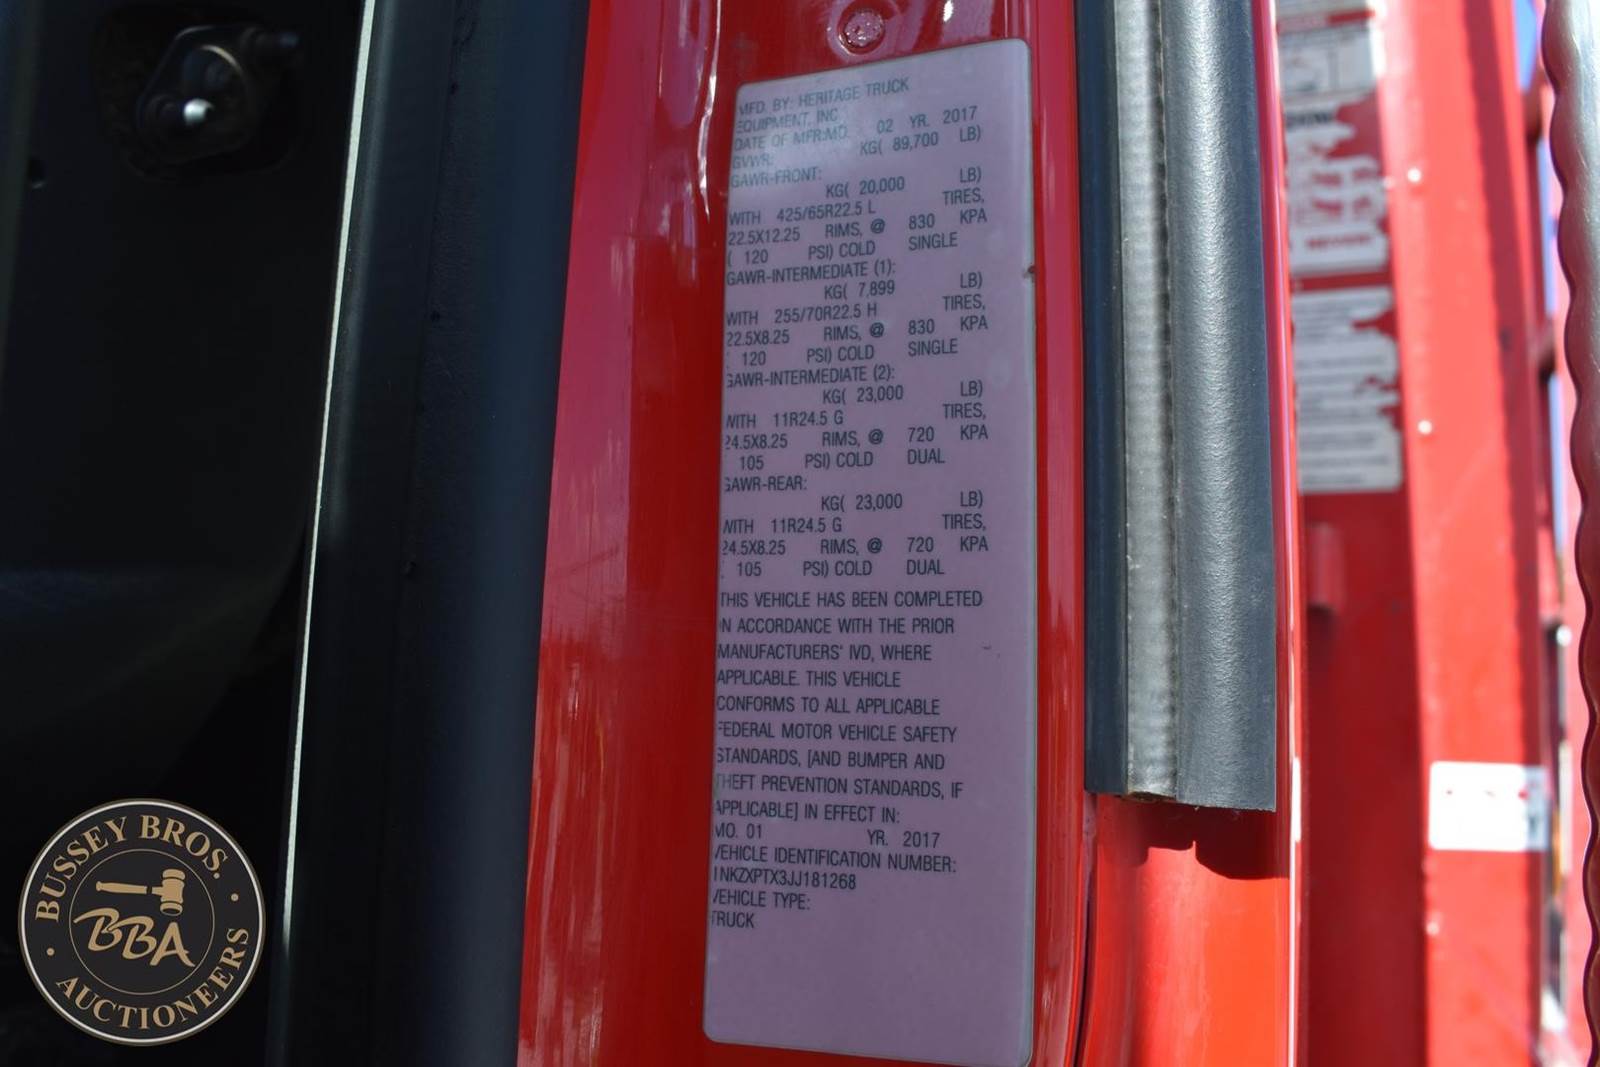 MFD. BY: HERITAGE TRUCK
EQUIPMENT, INC
DATE OF MFR:MO. 02 YR. 2017
GVWR: KG( 89,700 LB)
GAWR-FRONT:
KG( 20,000 LB)
WITH 425/65R22.5 L TIRES,
22.5X12.25 RIMS, @ 830 KPA
( 120 PSI) COLD SINGLE
GAWR-INTERMEDIATE (1):
KG( 7,899 LB)
WITH 255/70R22.5 H TIRES,
22.5X8.25 RIMS, @ 830 KPA
( 120 PSI) COLD SINGLE
GAWR-INTERMEDIATE (2):
KG( 23,000 LB)
WITH 11R24.5 G TIRES,
24.5X8.25 RIMS, @ 720 KPA
( 105 PSI) COLD DUAL
GAWR-REAR:
KG( 23,000 LB)
WITH 11R24.5 G TIRES,
24.5X8.25 RIMS, @ 720 KPA
( 105 PSI) COLD DUAL
THIS VEHICLE HAS BEEN COMPLETED
IN ACCORDANCE WITH THE PRIOR
MANUFACTURERS' IVD, WHERE
APPLICABLE. THIS VEHICLE
CONFORMS TO ALL APPLICABLE
FEDERAL MOTOR VEHICLE SAFETY
STANDARDS, [AND BUMPER AND
THEFT PREVENTION STANDARDS, IF
APPLICABLE] IN EFFECT IN:
MO. 01 YR. 2017
VEHICLE IDENTIFICATION NUMBER:
1NKZXPTX3JJ181268
VEHICLE TYPE:
TRUCK
BUSSEY BROS.
BBA
AUCTIONEERS